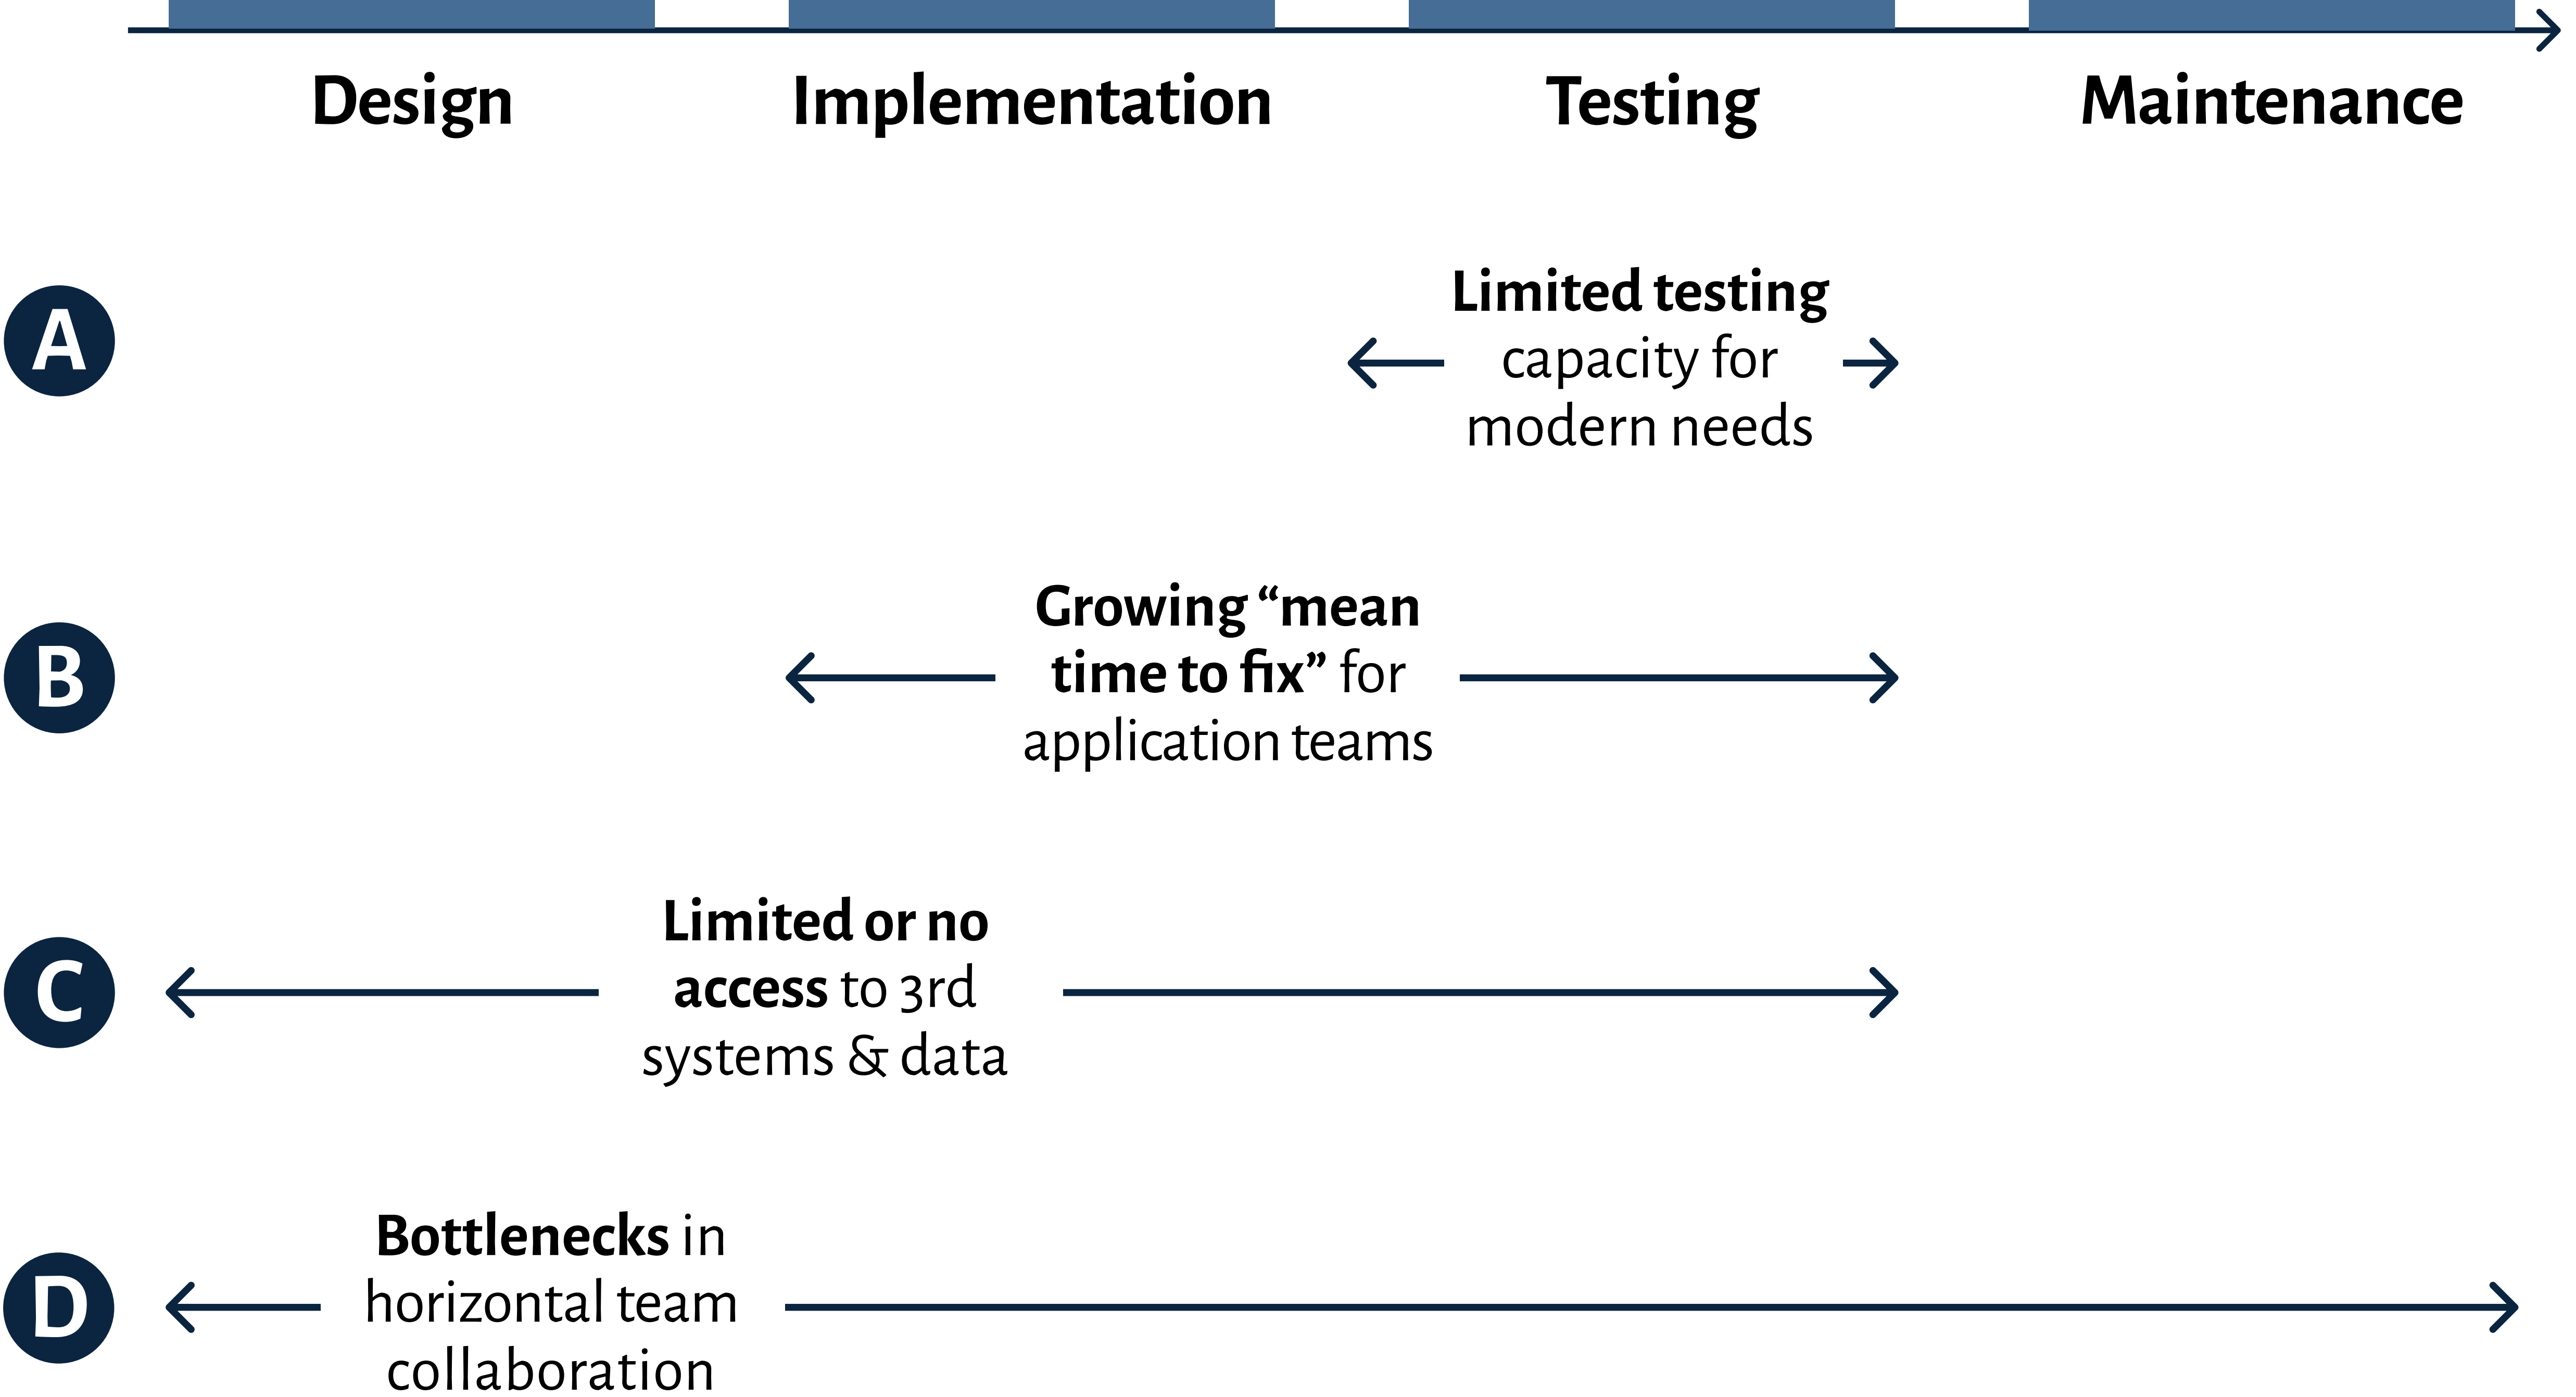 Design Implementation Testing Maintenance
A
Limited testing
capacity for
modern needs
B
Growing “mean
time to fix” for
application teams
C
Limited or no
access to 3rd
systems & data
D
Bottlenecks in
horizontal team
collaboration